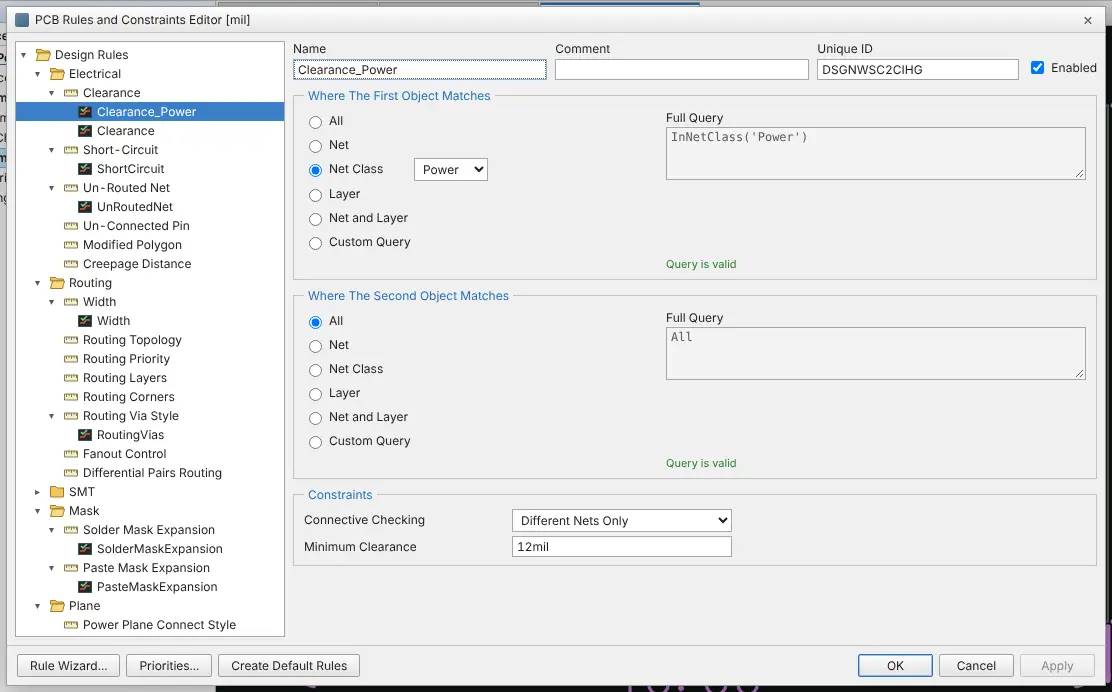 PCB Rules and Constraints Editor [mil]
Design Rules
Electrical
Clearance
Clearance_Power
Clearance
Short-Circuit
ShortCircuit
Un-Routed Net
UnRoutedNet
Un-Connected Pin
Modified Polygon
Creepage Distance
Routing
Width
Width
Routing Topology
Routing Priority
Routing Layers
Routing Corners
Routing Via Style
RoutingVias
Fanout Control
Differential Pairs Routing
SMT
Mask
Solder Mask Expansion
SolderMaskExpansion
Paste Mask Expansion
PasteMaskExpansion
Plane
Power Plane Connect Style
Name Comment Unique ID
Clearance_Power DSGNWSC2CIHG Enabled
Where The First Object Matches
All
Net
Net Class Power
Layer
Net and Layer
Custom Query
Full Query
InNetClass('Power')
Query is valid
Where The Second Object Matches
All
Net
Net Class
Layer
Net and Layer
Custom Query
Full Query
All
Query is valid
Constraints
Connective Checking Different Nets Only
Minimum Clearance 12mil
Rule Wizard... Priorities... Create Default Rules OK Cancel Apply